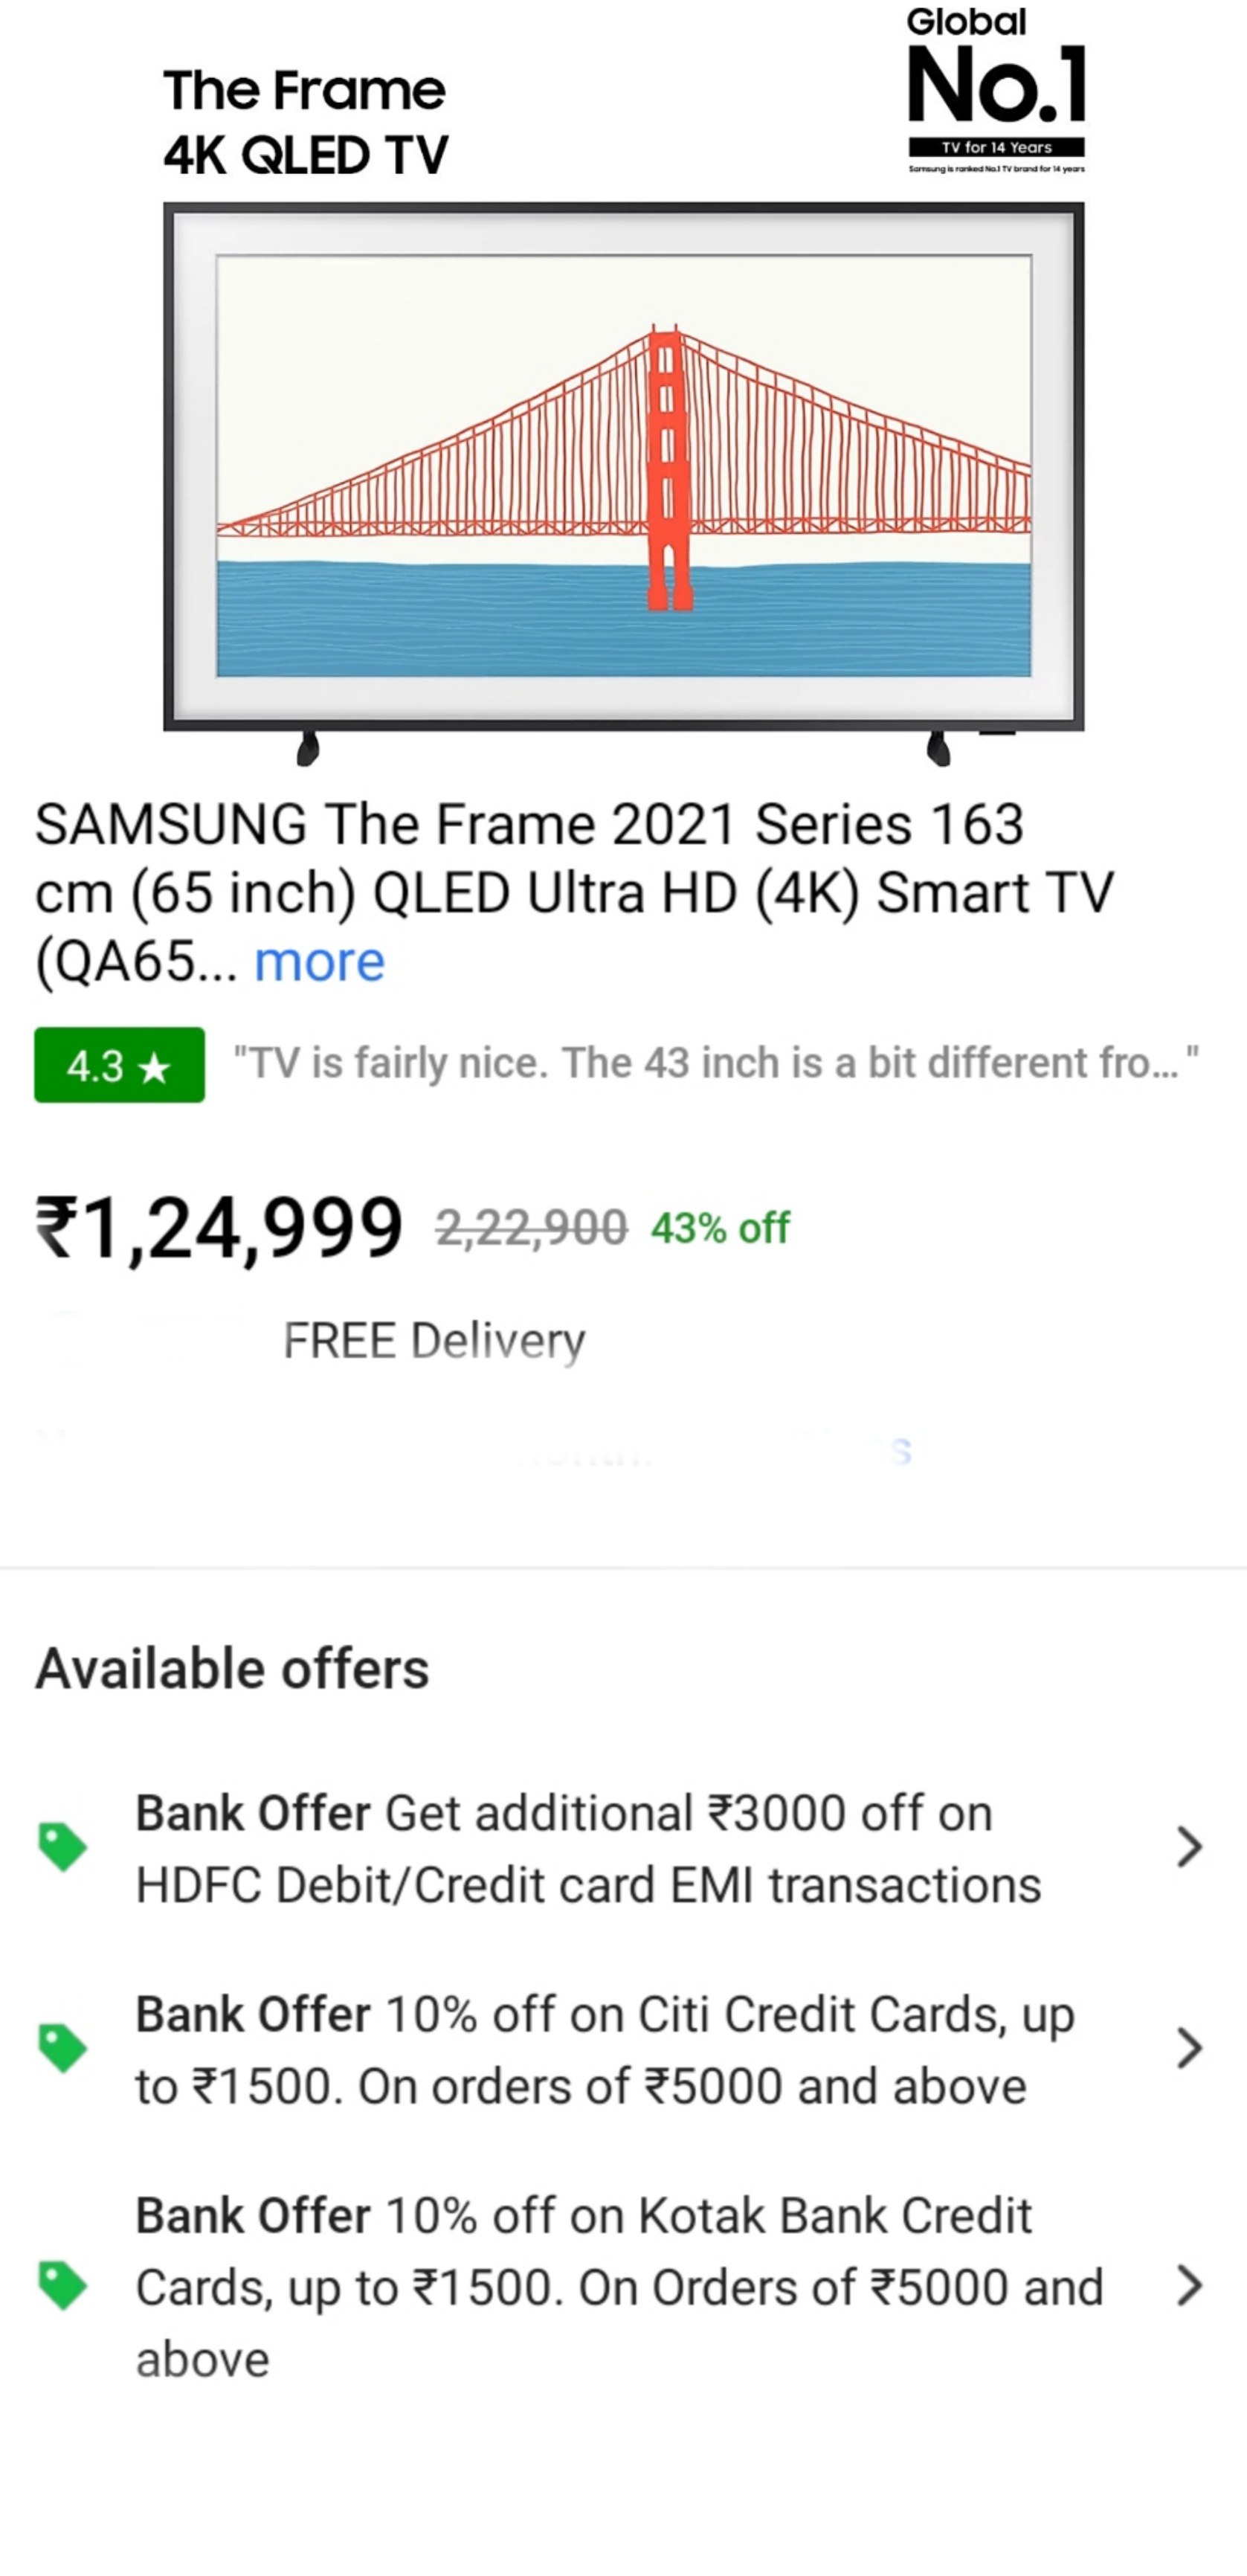 Global
No.1
TV for 14 Years
Samsung is ranked No.1 TV brand for 14 years
The Frame
4K QLED TV
SAMSUNG The Frame 2021 Series 163
cm (65 inch) QLED Ultra HD (4K) Smart TV
(QA65... more
4.3 ★ "TV is fairly nice. The 43 inch is a bit different fro..."
₹1,24,999 2,22,900 43% off
FREE Delivery
Available offers
Bank Offer Get additional ₹3000 off on
HDFC Debit/Credit card EMI transactions
Bank Offer 10% off on Citi Credit Cards, up
to ₹1500. On orders of ₹5000 and above
Bank Offer 10% off on Kotak Bank Credit
Cards, up to ₹1500. On Orders of ₹5000 and
above